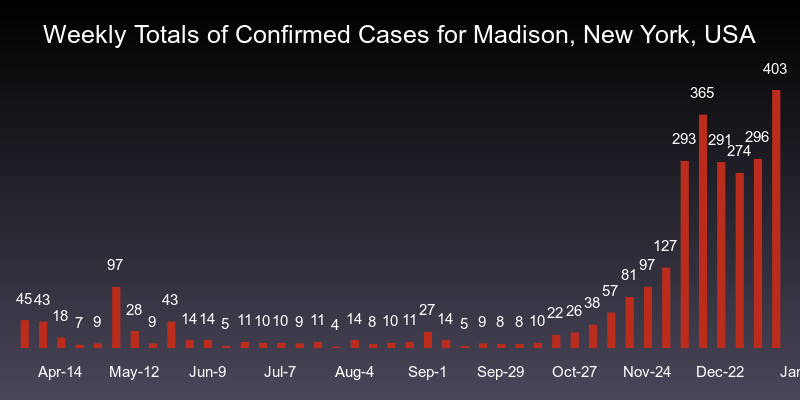 Weekly Totals of Confirmed Cases for Madison, New York, USA
45 43 18 7 9 97 28 9 43 14 14 5 11 10 10 9 11 4 14 8 10 11 27 14 5 9 8 8 10 22 26 38 57 81 97 127 293 365 291 274 296 403
Apr-14 May-12 Jun-9 Jul-7 Aug-4 Sep-1 Sep-29 Oct-27 Nov-24 Dec-22 Jan